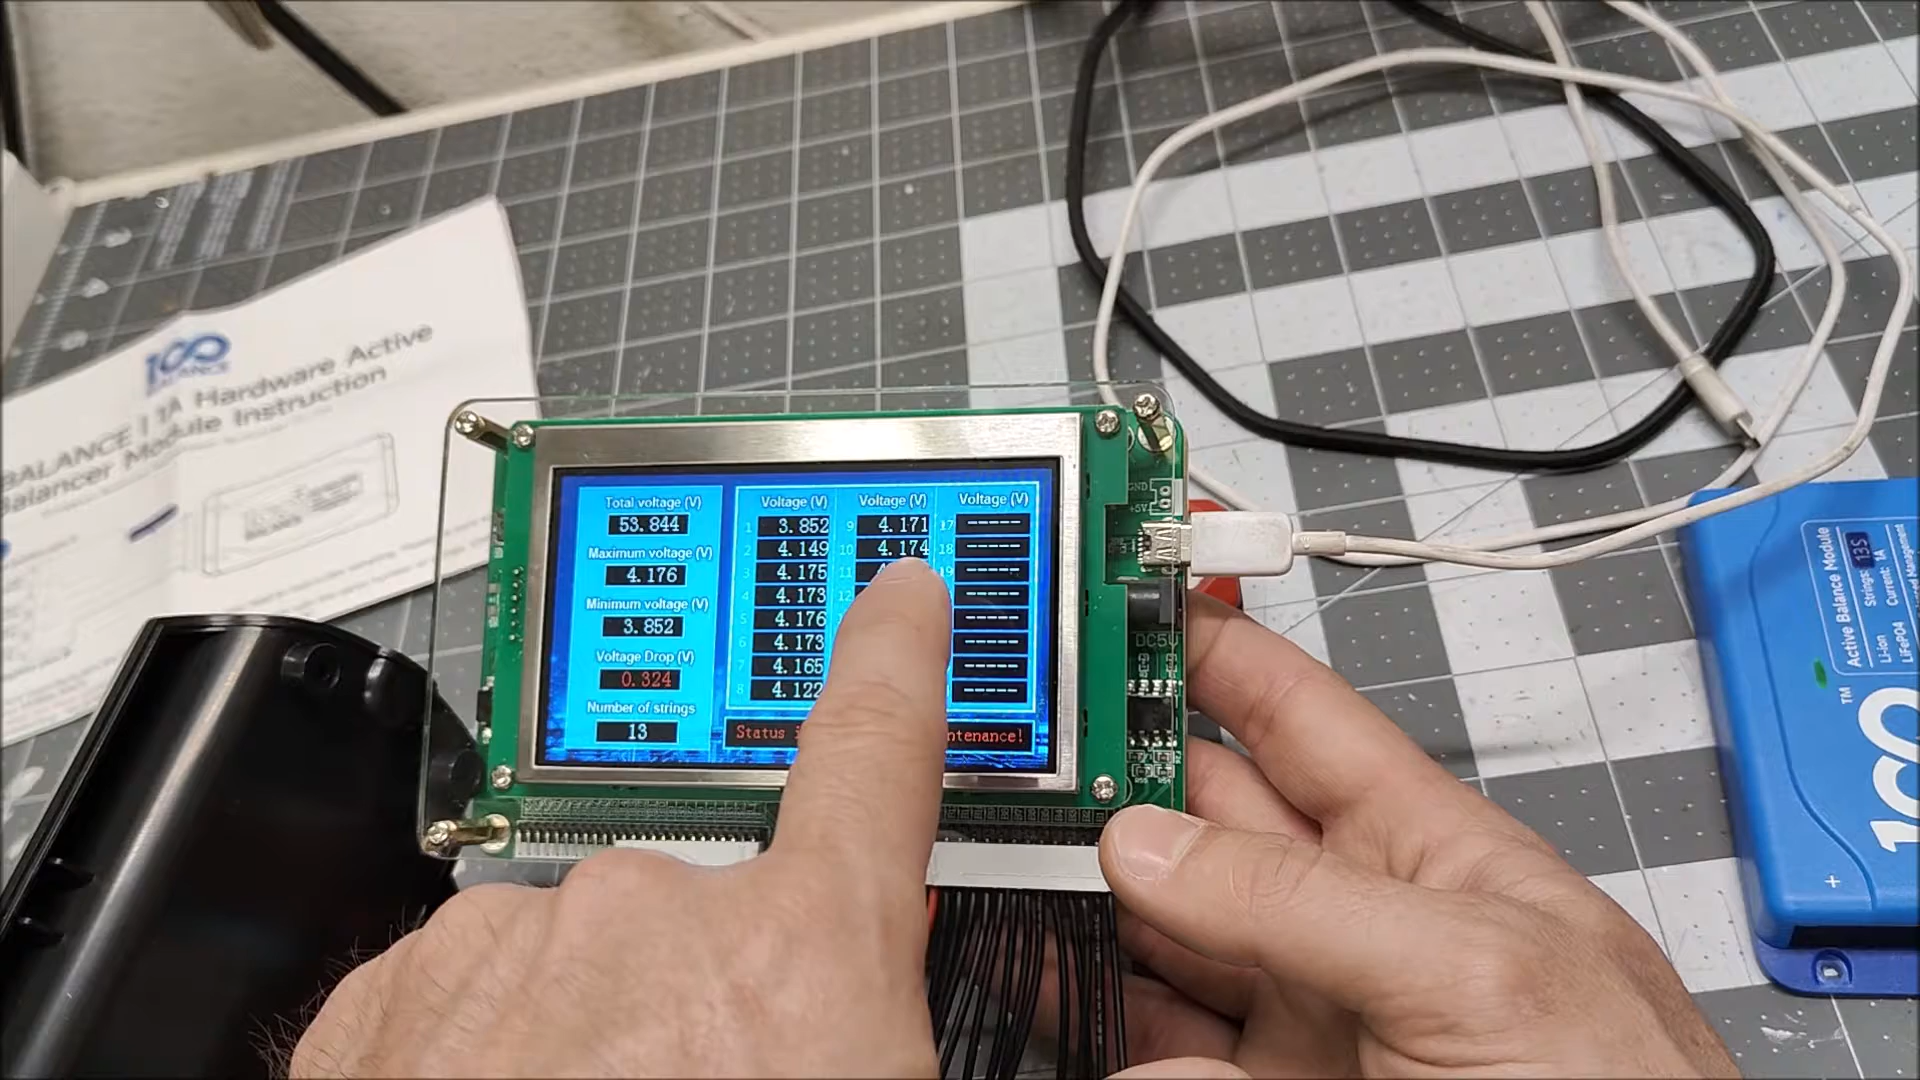 100
BALANCE
BALANCE | 1A Hardware Active
Balancer Module Instruction
Total voltage (V)
53.844
Maximum voltage (V)
4.176
Minimum voltage (V)
3.852
Voltage Drop (V)
0.324
Number of strings
13
Voltage (V) Voltage (V) Voltage (V)
1 3.852 9 4.171 17 -----
2 4.149 10 4.174 18 -----
3 4.175 11 19 -----
4 4.173 12 -----
5 4.176 -----
6 4.173 -----
7 4.165 -----
8 4.122 -----
Status ntenance!
GND
+5V
DC5V
Active Balance Module
Strings: 13S
Li-ion Current: 1A
LiFePO4
100
TM
+